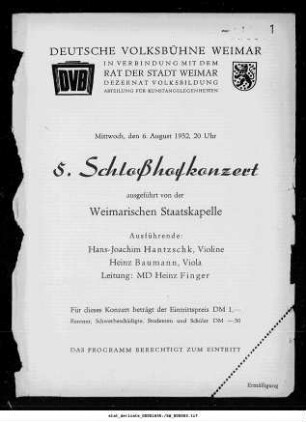 1
DEUTSCHE VOLKSBÜHNE WEIMAR
IN VERBINDUNG MIT DEM
DVB
RAT DER STADT WEIMAR
DEZERNAT VOLKSBILDUNG
ABTEILUNG FÜR KUNSTANGELEGENHEITEN
Mittwoch, den 6. August 1952, 20 Uhr
5. Schloßhofkonzert
ausgeführt von der
Weimarischen Staatskapelle
Ausführende:
Hans-Joachim Hantzschk, Violine
Heinz Baumann, Viola
Leitung: MD Heinz Finger
Für dieses Konzert beträgt der Eintrittspreis DM 1,—
Rentner, Schwerbeschädigte, Studenten und Schüler DM —.50
DAS PROGRAMM BERECHTIGT ZUM EINTRITT
Ermäßigung